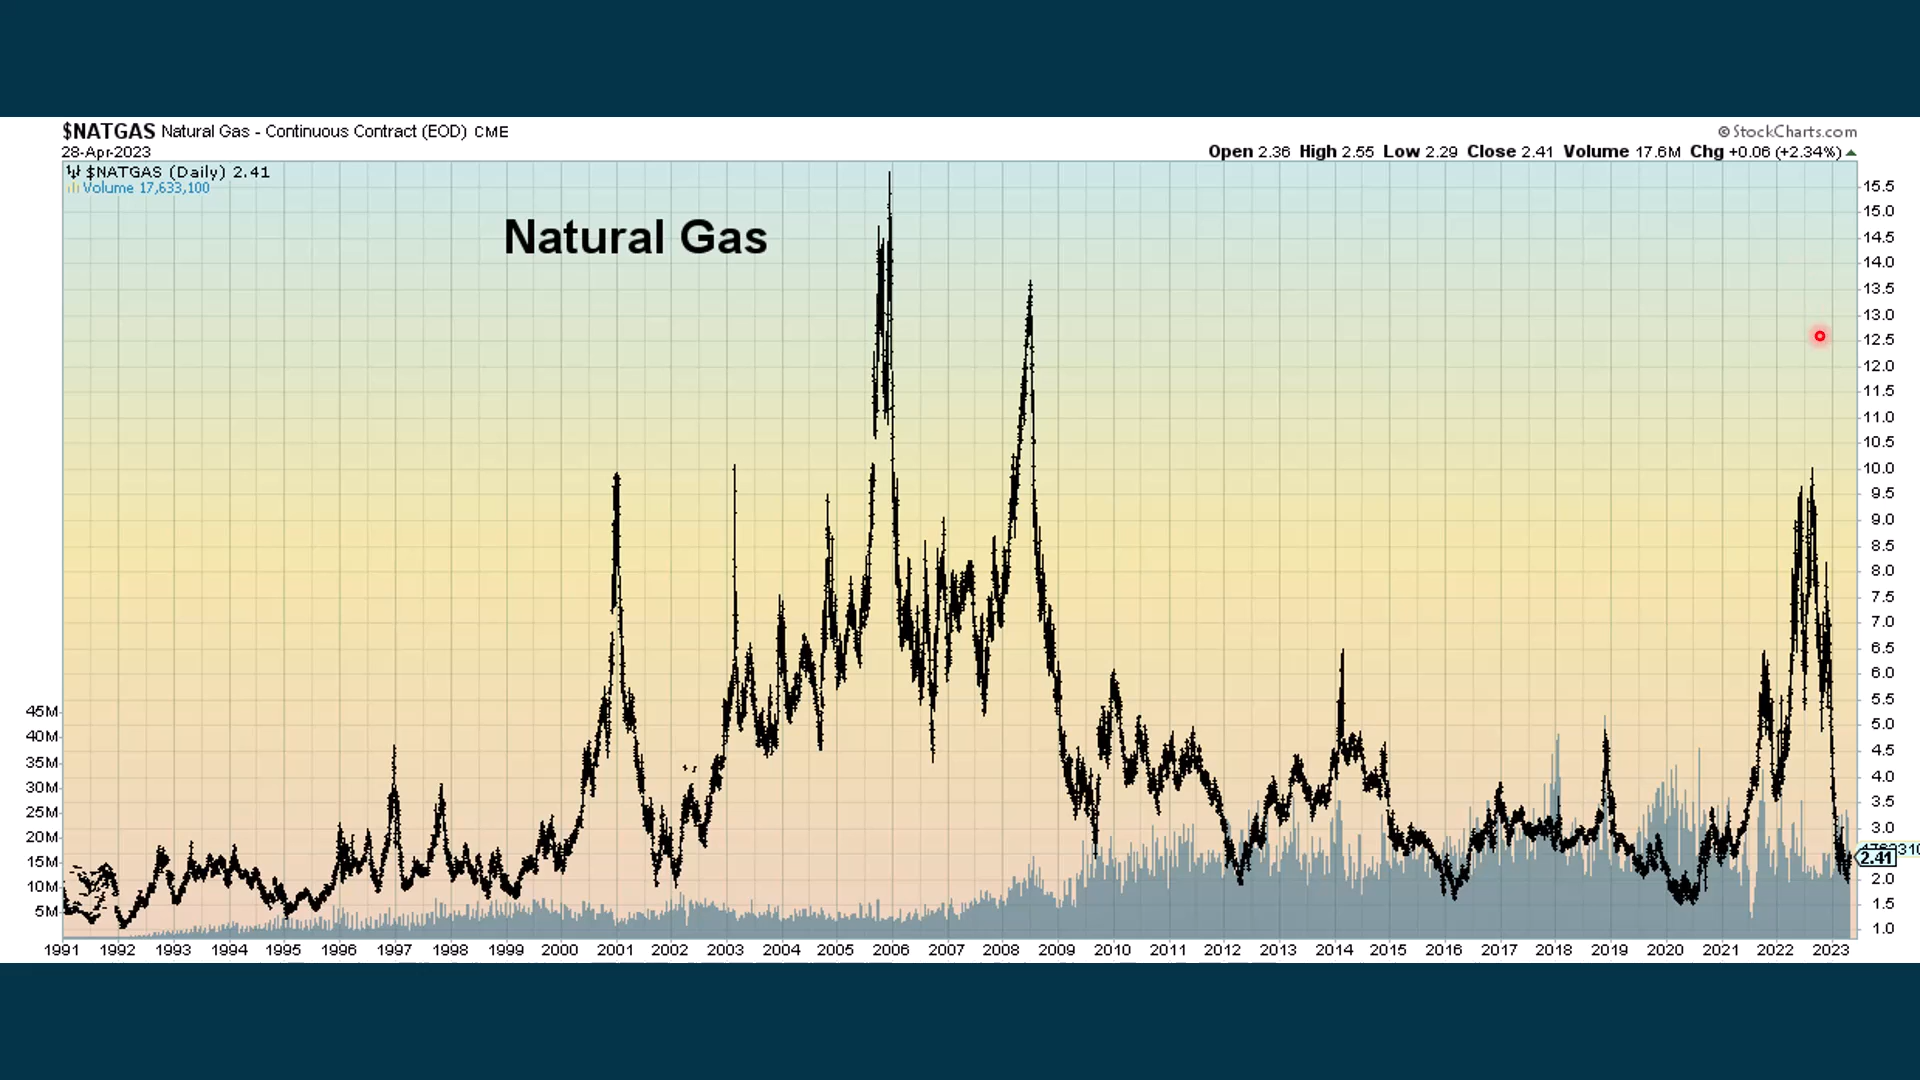 $NATGAS Natural Gas - Continuous Contract (EOD) CME
© StockCharts.com
28-Apr-2023
Open 2.36 High 2.55 Low 2.29 Close 2.41 Volume 17.6M Chg +0.06 (+2.34%)
$NATGAS (Daily) 2.41
Volume 17,633,100
Natural Gas
15.5
15.0
14.5
14.0
13.5
13.0
12.5
12.0
11.5
11.0
10.5
10.0
9.5
9.0
8.5
8.0
7.5
7.0
6.5
6.0
5.5
5.0
4.5
4.0
3.5
3.0
2.41
2.0
1.5
1.0
45M
40M
35M
30M
25M
20M
15M
10M
5M
1991 1992 1993 1994 1995 1996 1997 1998 1999 2000 2001 2002 2003 2004 2005 2006 2007 2008 2009 2010 2011 2012 2013 2014 2015 2016 2017 2018 2019 2020 2021 2022 2023